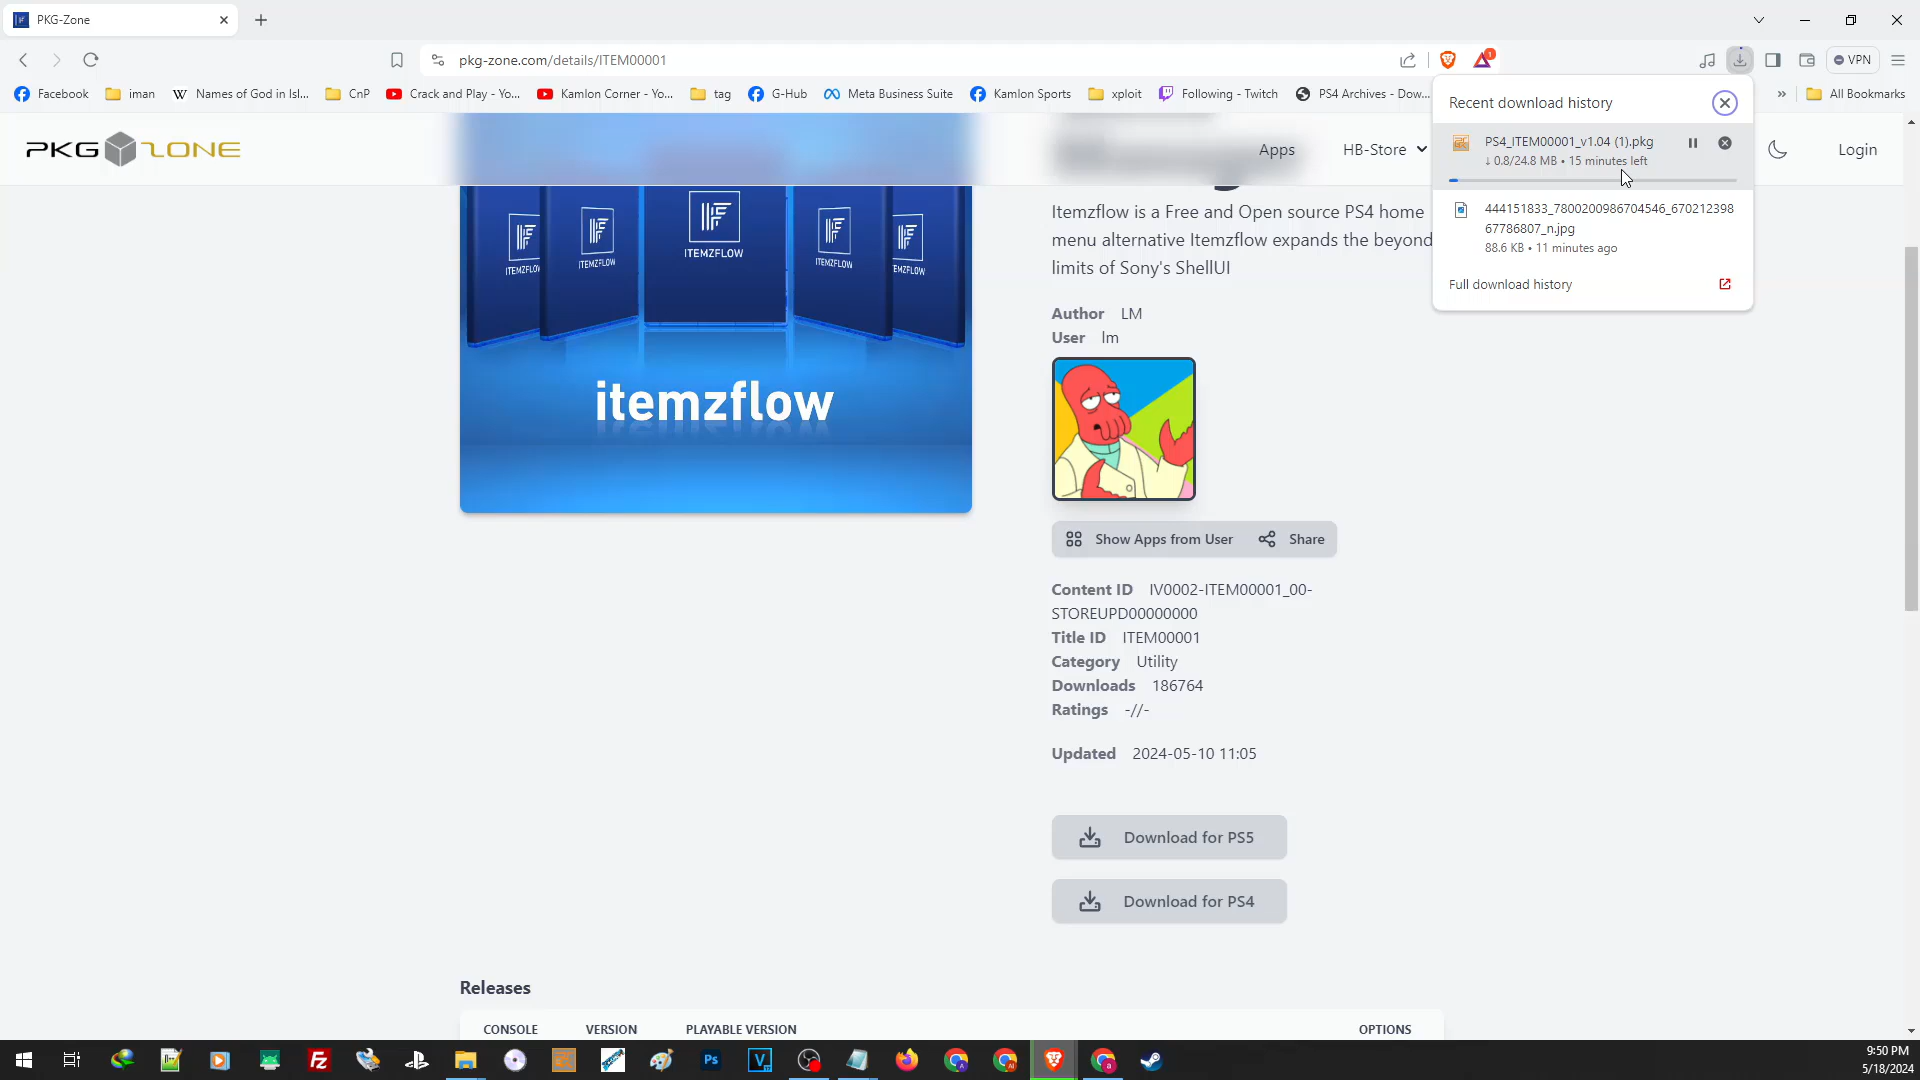 PKG-Zone
pkg-zone.com/details/ITEM00001
1
VPN
Facebook
iman
Names of God in Isl...
CnP
Crack and Play - Yo...
Kamlon Corner - Yo...
tag
G-Hub
Meta Business Suite
Kamlon Sports
xploit
Following - Twitch
PS4 Archives - Dow...
»
All Bookmarks
PKG ZONE
Apps
HB-Store
Login
Recent download history
PS4_ITEM00001_v1.04 (1).pkg
↓ 0.8/24.8 MB • 15 minutes left
444151833_7800200986704546_670212398
67786807_n.jpg
88.6 KB • 11 minutes ago
Full download history
ITEMZFLOW
ITEMZFLOW
ITEMZFLOW
ITEMZFLOW
ITEMZFLOW
itemzflow
Itemzflow is a Free and Open source PS4 home
menu alternative Itemzflow expands the beyond
limits of Sony's ShellUI
Author LM
User lm
Show Apps from User
Share
Content ID IV0002-ITEM00001_00-
STOREUPD00000000
Title ID ITEM00001
Category Utility
Downloads 186764
Ratings -//-
Updated 2024-05-10 11:05
Download for PS5
Download for PS4
Releases
CONSOLE VERSION PLAYABLE VERSION OPTIONS
9:50 PM
5/18/2024